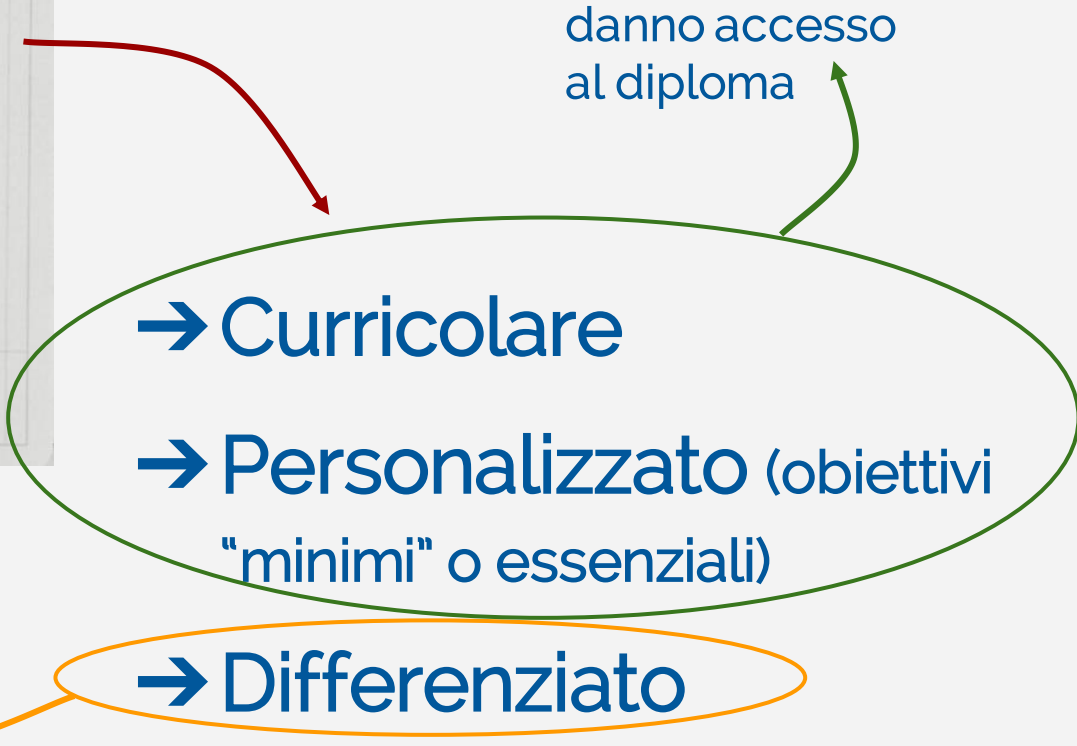 danno accesso
al diploma
➔ Curricolare
➔ Personalizzato (obiettivi
“minimi” o essenziali)
➔ Differenziato